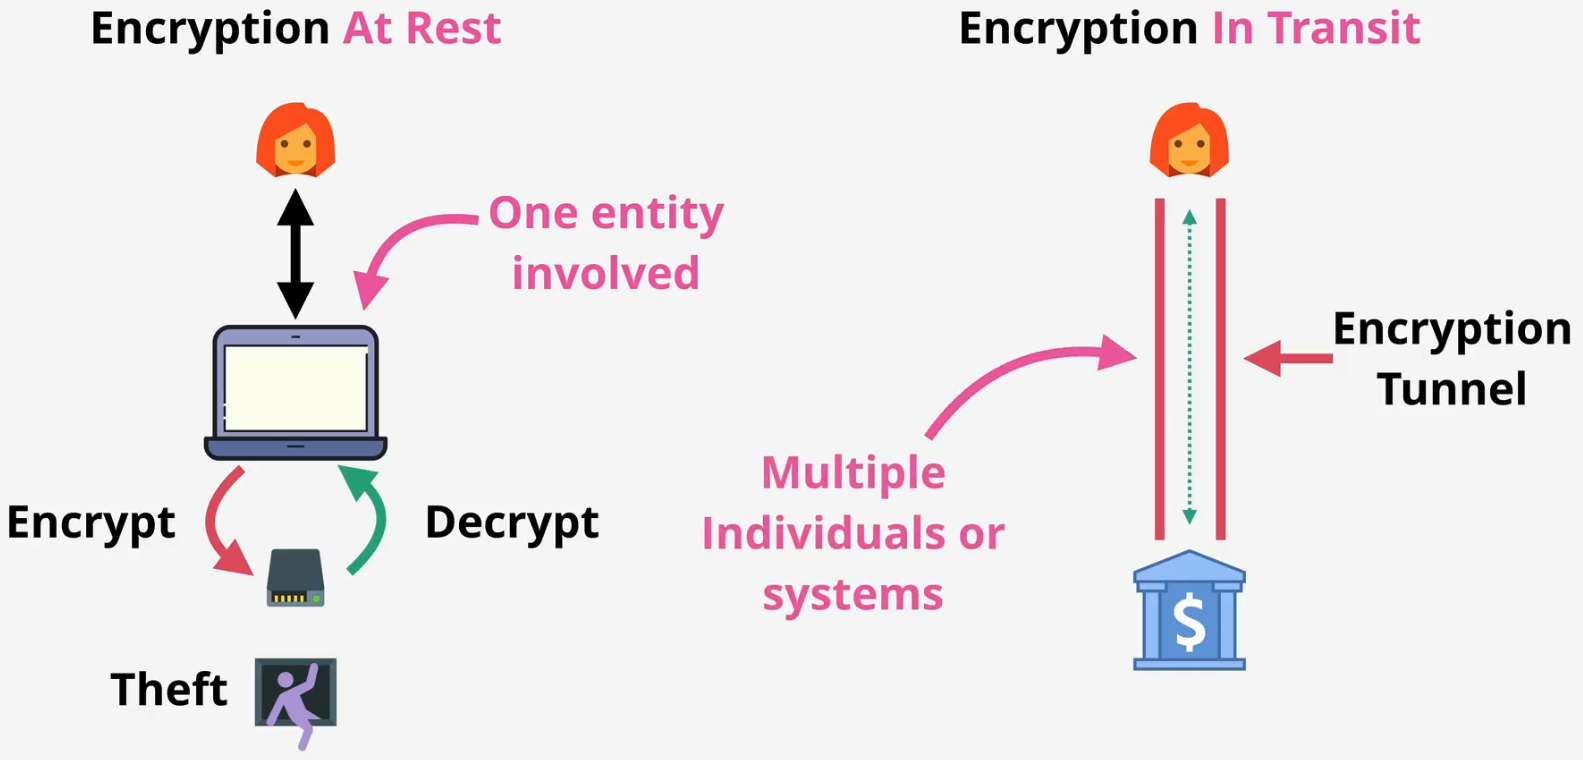 Encryption At Rest
One entity
involved
Encrypt
Decrypt
Theft
Encryption In Transit
Encryption
Tunnel
Multiple
Individuals or
systems
$